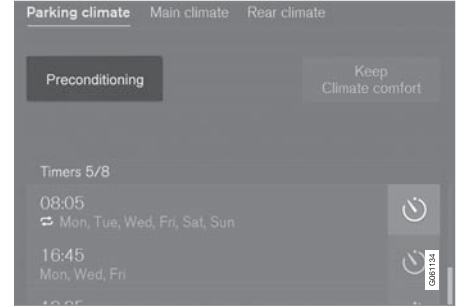 Parking climate Main climate Rear climate
Preconditioning
Keep
Climate comfort
Timers 5/8
08:05
Mon, Tue, Wed, Fri, Sat, Sun
16:45
Mon, Wed, Fri
G061134